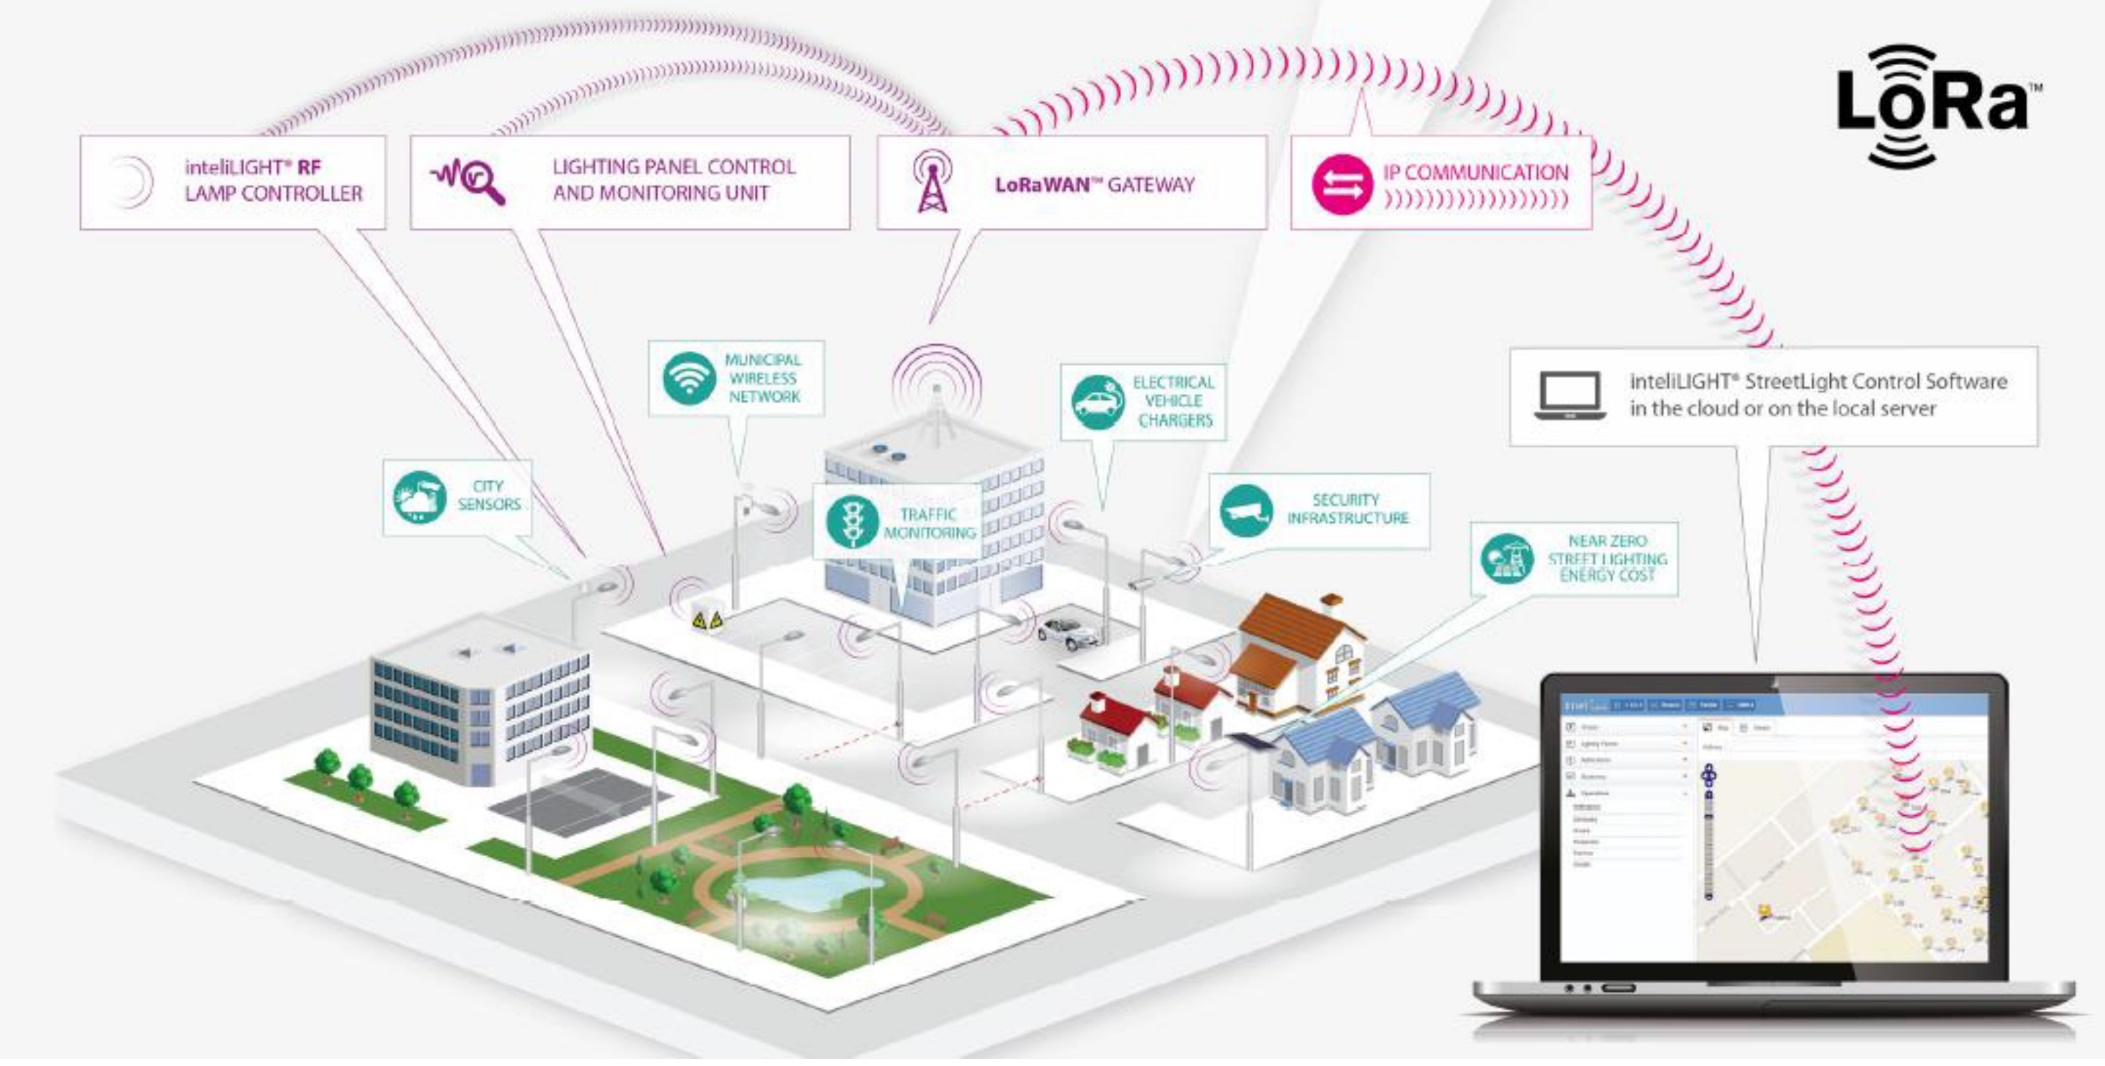 LoRa™
inteliLIGHT® RF
LAMP CONTROLLER
LIGHTING PANEL CONTROL
AND MONITORING UNIT
LoRaWAN™ GATEWAY
IP COMMUNICATION
MUNICIPAL
WIRELESS
NETWORK
ELECTRICAL
VEHICLE
CHARGERS
inteliLIGHT® StreetLight Control Software
in the cloud or on the local server
CITY
SENSORS
TRAFFIC
MONITORING
SECURITY
INFRASTRUCTURE
NEAR ZERO
STREET LIGHTING
ENERGY COST